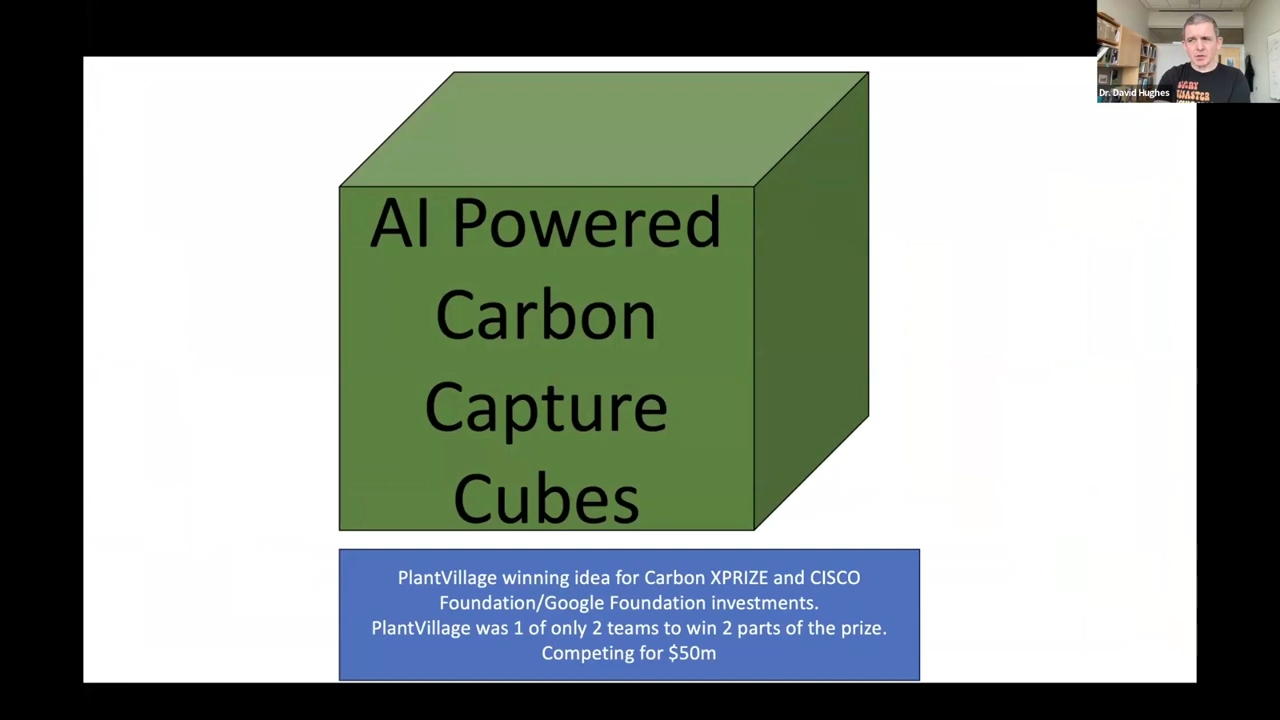 Dr. David Hughes
AI Powered
Carbon
Capture
Cubes
PlantVillage winning idea for Carbon XPRIZE and CISCO
Foundation/Google Foundation investments.
PlantVillage was 1 of only 2 teams to win 2 parts of the prize.
Competing for $50m